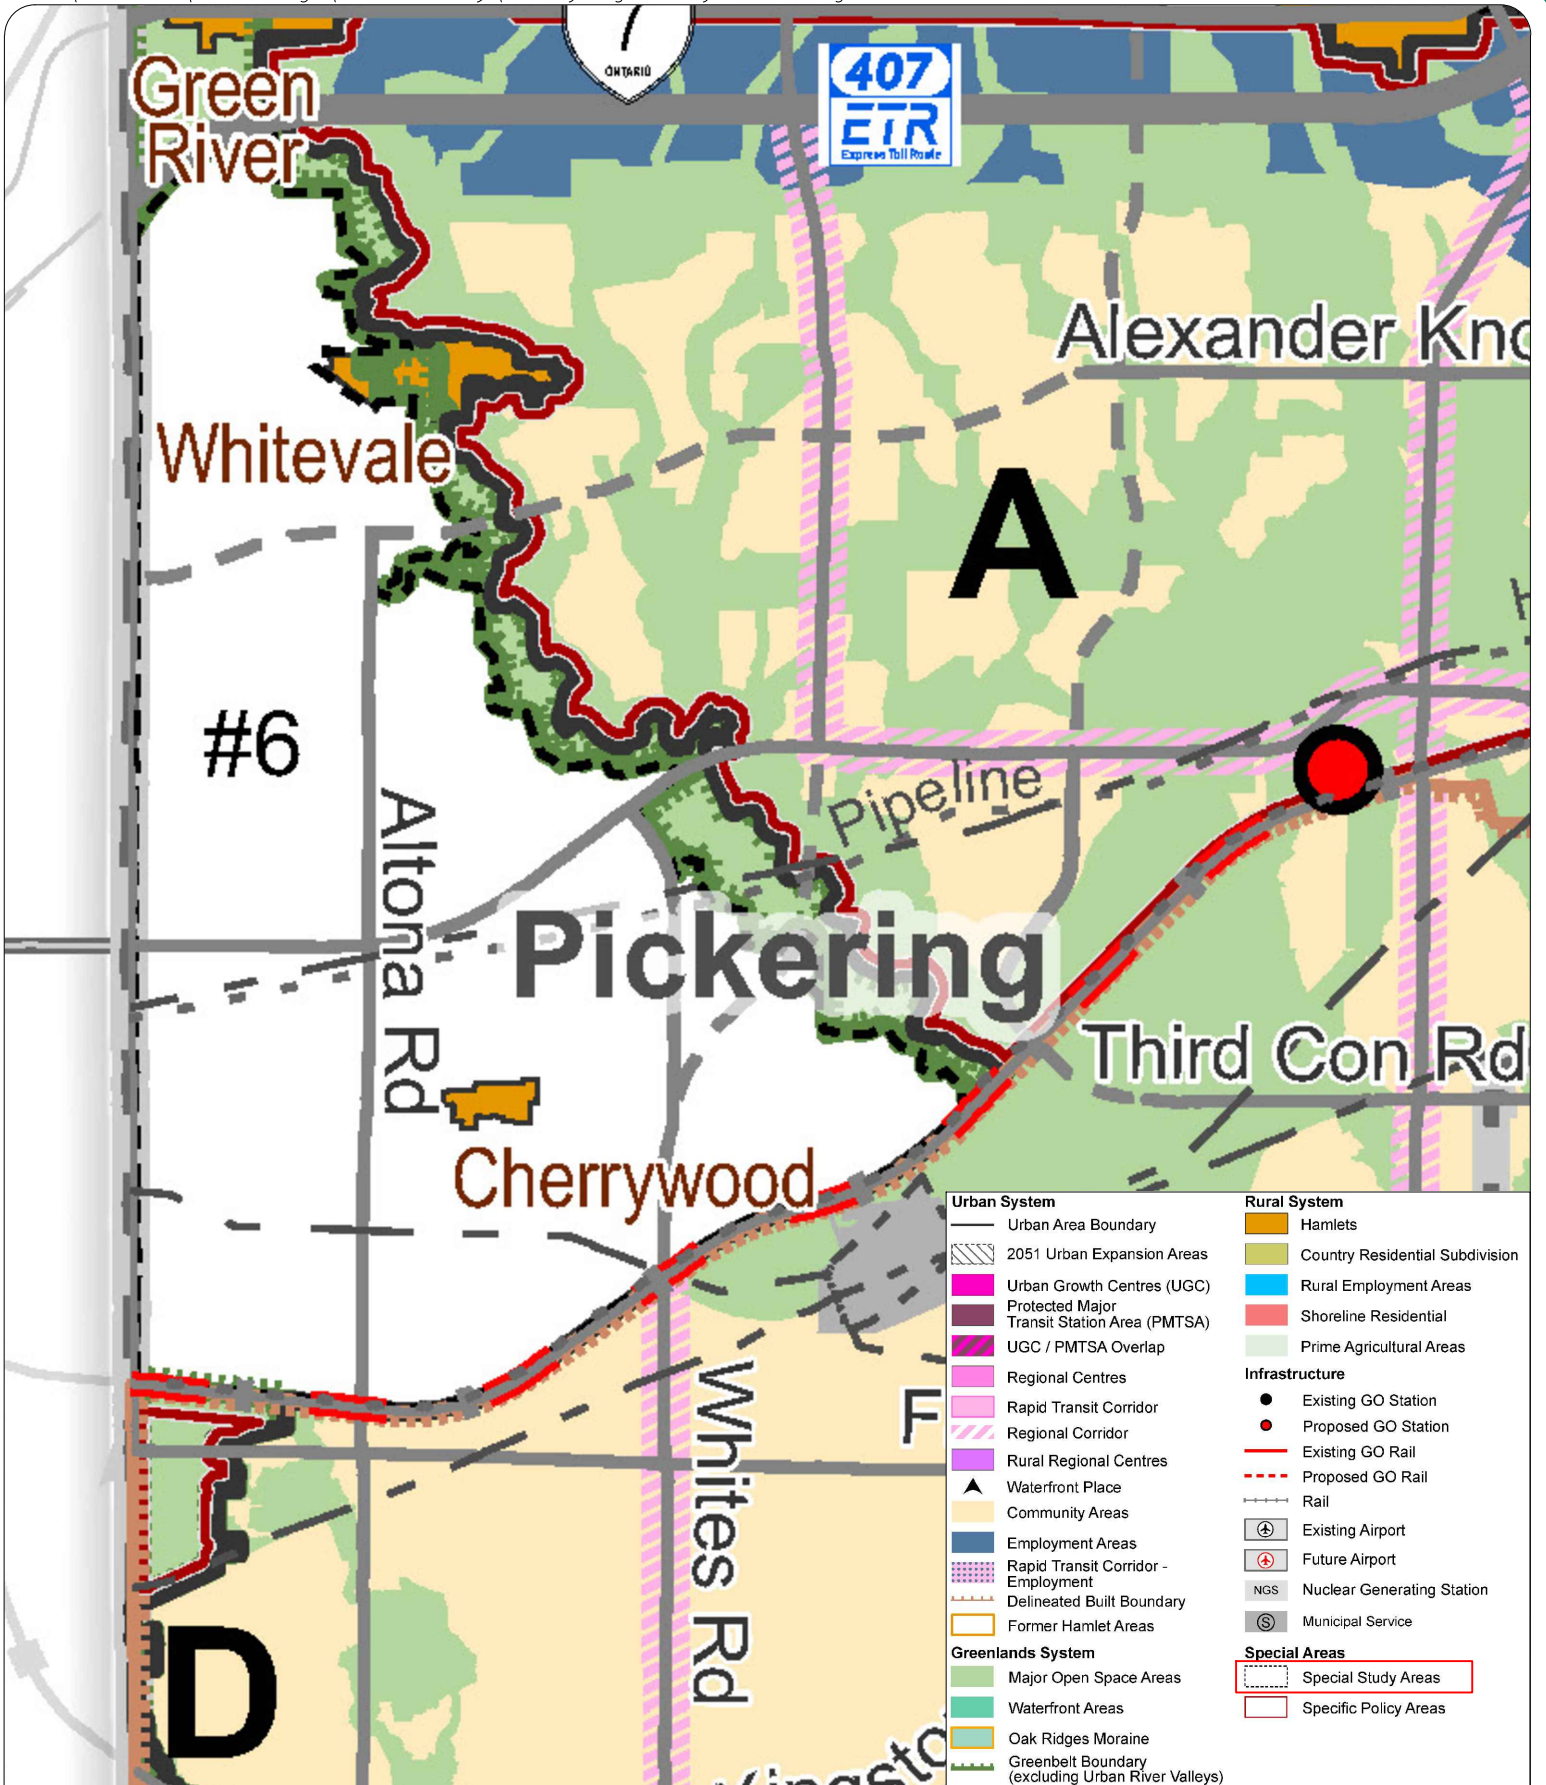 7
ONTARIO
407
ETR
Express Toll Route
Green
River
Alexander Kno
Whitevale
A
#6
Altona Rd
Pipeline
Pickering
Third Con Rd
Cherrywood
Whites Rd
F
D
Kingsto
Urban System
Urban Area Boundary
2051 Urban Expansion Areas
Urban Growth Centres (UGC)
Protected Major
Transit Station Area (PMTSA)
UGC / PMTSA Overlap
Regional Centres
Rapid Transit Corridor
Regional Corridor
Rural Regional Centres
Waterfront Place
Community Areas
Employment Areas
Rapid Transit Corridor -
Employment
Delineated Built Boundary
Former Hamlet Areas
Greenlands System
Major Open Space Areas
Waterfront Areas
Oak Ridges Moraine
Greenbelt Boundary
(excluding Urban River Valleys)
Rural System
Hamlets
Country Residential Subdivision
Rural Employment Areas
Shoreline Residential
Prime Agricultural Areas
Infrastructure
Existing GO Station
Proposed GO Station
Existing GO Rail
Proposed GO Rail
Rail
Existing Airport
Future Airport
NGS Nuclear Generating Station
S Municipal Service
Special Areas
Special Study Areas
Specific Policy Areas